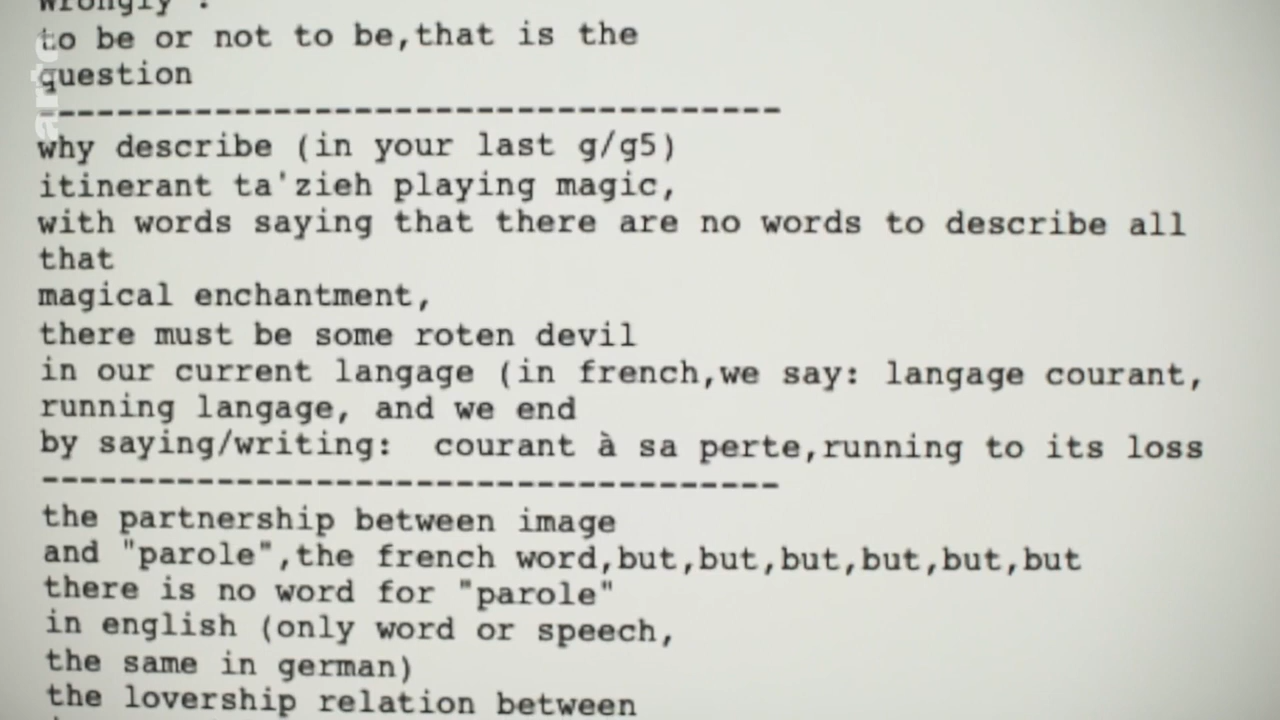 wrongly :
to be or not to be,that is the
question
-------------------------------------
why describe (in your last g/g5)
itinerant ta'zieh playing magic,
with words saying that there are no words to describe all
that
magical enchantment,
there must be some roten devil
in our current langage (in french,we say: langage courant,
running langage, and we end
by saying/writing:  courant à sa perte,running to its loss
-------------------------------------
the partnership between image
and "parole",the french word,but,but,but,but,but,but
there is no word for "parole"
in english (only word or speech,
the same in german)
the lovership relation between
arte